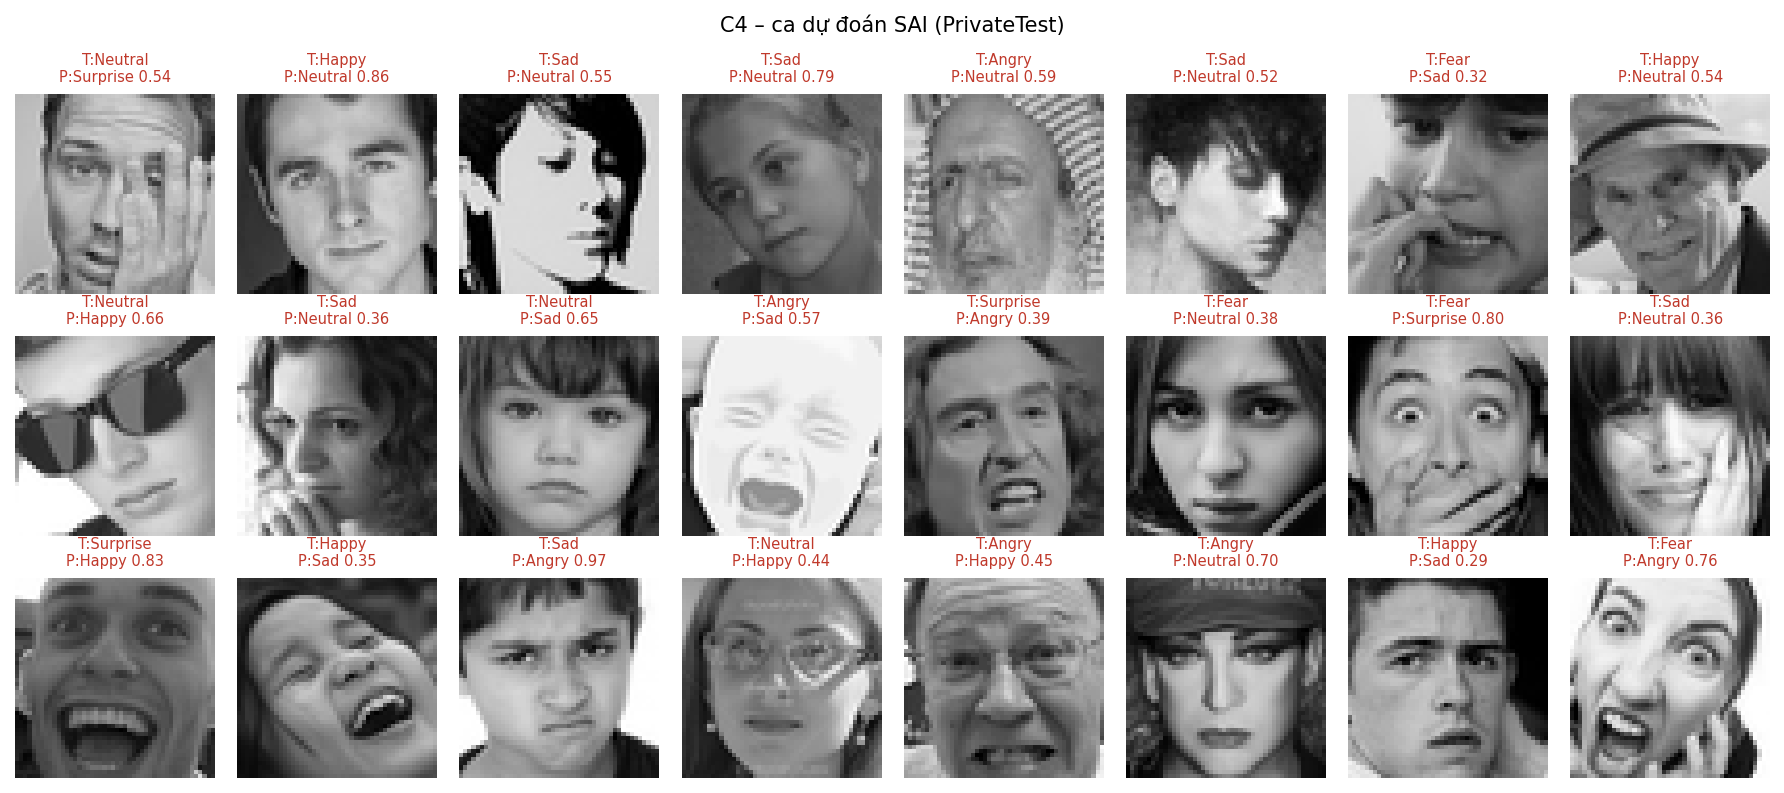 C4 – ca dự đoán SAI (PrivateTest)
T:Neutral
P:Surprise 0.54
T:Happy
P:Neutral 0.86
T:Sad
P:Neutral 0.55
T:Sad
P:Neutral 0.79
T:Angry
P:Neutral 0.59
T:Sad
P:Neutral 0.52
T:Fear
P:Sad 0.32
T:Happy
P:Neutral 0.54
T:Neutral
P:Happy 0.66
T:Sad
P:Neutral 0.36
T:Neutral
P:Sad 0.65
T:Angry
P:Sad 0.57
T:Surprise
P:Angry 0.39
T:Fear
P:Neutral 0.38
T:Fear
P:Surprise 0.80
T:Sad
P:Neutral 0.36
T:Surprise
P:Happy 0.83
T:Happy
P:Sad 0.35
T:Sad
P:Angry 0.97
T:Neutral
P:Happy 0.44
T:Angry
P:Happy 0.45
T:Angry
P:Neutral 0.70
T:Happy
P:Sad 0.29
T:Fear
P:Angry 0.76